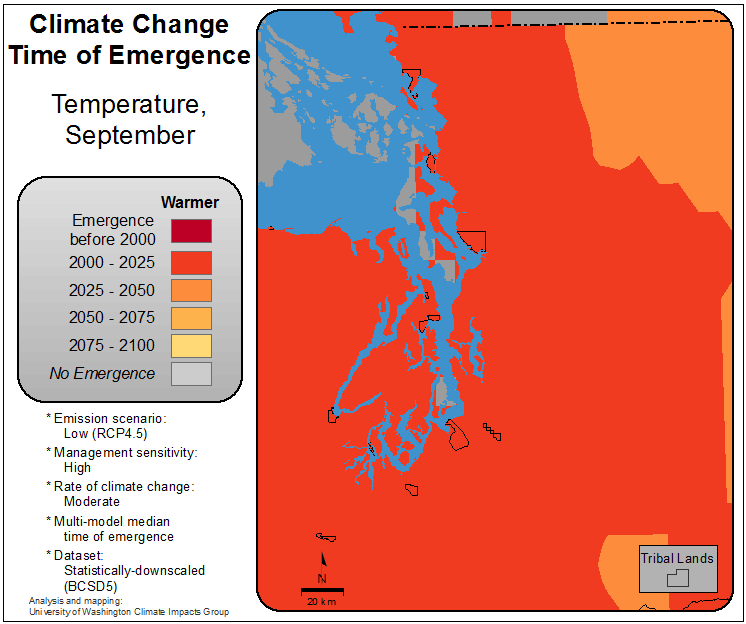 Climate Change
Time of Emergence
Temperature,
September
Warmer
Emergence
before 2000
2000 - 2025
2025 - 2050
2050 - 2075
2075 - 2100
No Emergence
* Emission scenario:
Low (RCP4.5)
* Management sensitivity:
High
* Rate of climate change:
Moderate
* Multi-model median
time of emergence
* Dataset:
Statistically-downscaled
(BCSD5)
Analysis and mapping:
University of Washington Climate Impacts Group
N
20 km
Tribal Lands